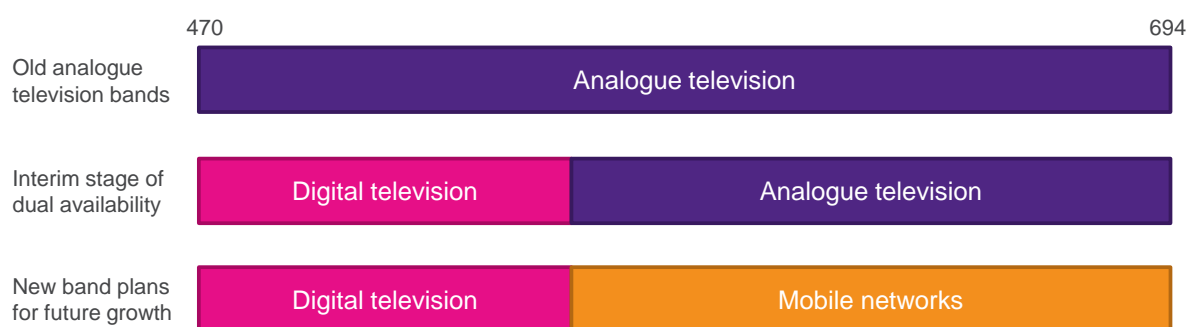 470
694
Old analogue
television bands
Analogue television
Interim stage of
dual availability
Digital television
Analogue television
New band plans
for future growth
Digital television
Mobile networks